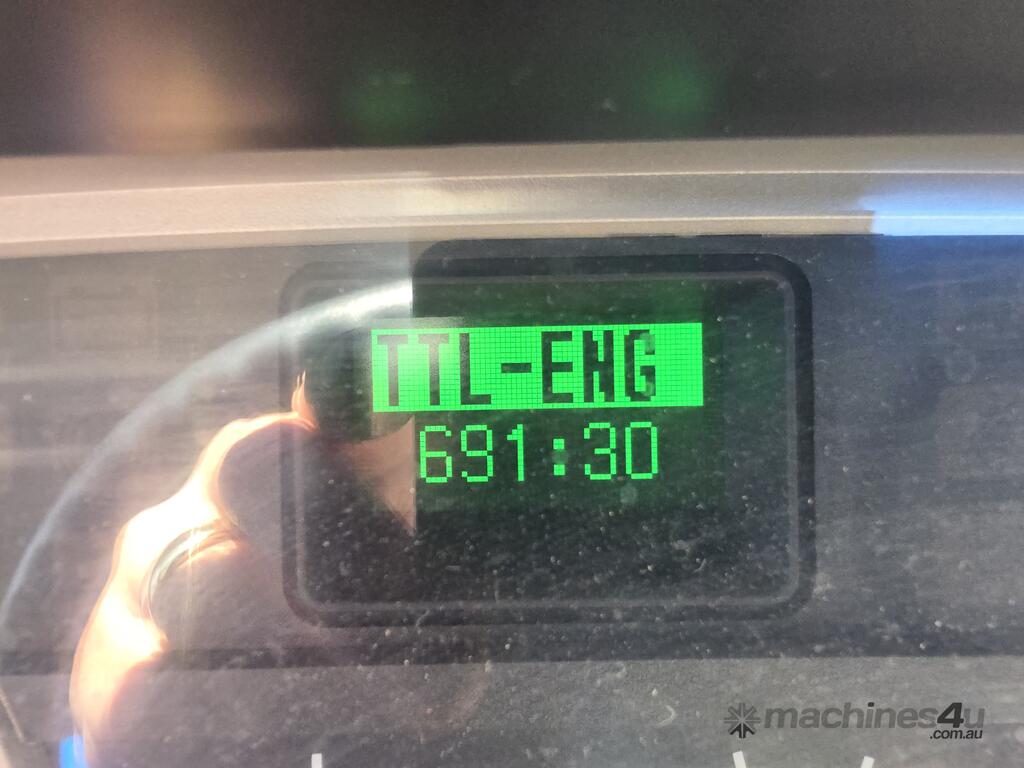 TTL-ENG
691:30
machines4u
.com.au